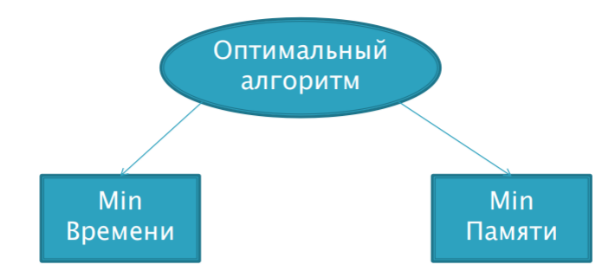 Оптимальный
алгоритм
Min
Времени
Min
Памяти